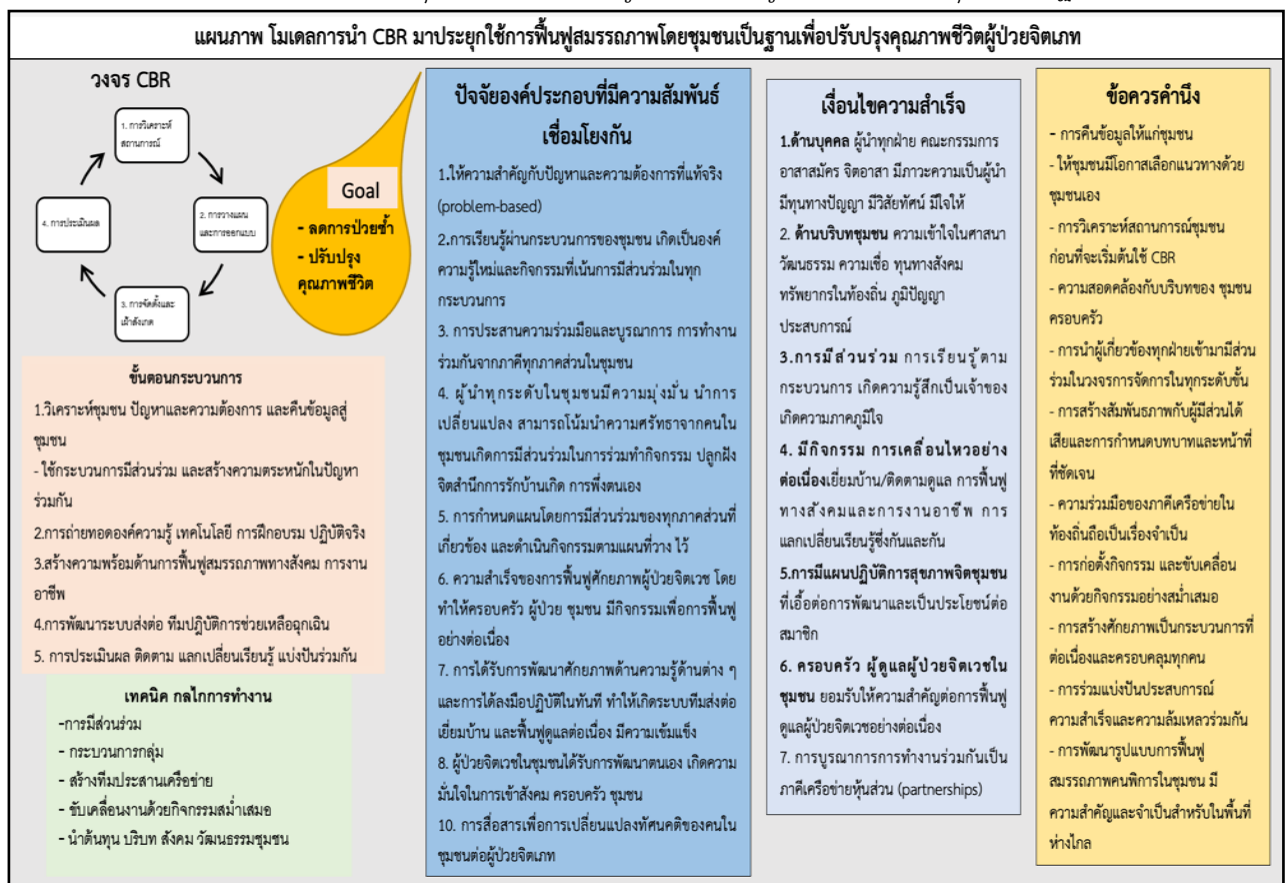 แผนภาพ โมเดลการนำ CBR มาประยุกใช้การฟื้นฟูสมรรถภาพโดยชุมชนเป็นฐานเพื่อปรับปรุงคุณภาพชีวิตผู้ป่วยจิตเภท
วงจร CBR
1. การวิเคราะห์
สถานการณ์
2. การวางแผน
และการออกแบบ
3. การจัดตั้งและ
เฝ้าสังเกต
4. การประเมินผล
Goal
- ลดการป่วยซ้ำ
- ปรับปรุง
คุณภาพชีวิต
ขั้นตอนกระบวนการ
1.วิเคราะห์ชุมชน ปัญหาและความต้องการ และคืนข้อมูลสู่
ชุมชน
- ใช้กระบวนการมีส่วนร่วม และสร้างความตระหนักในปัญหา
ร่วมกัน
2.การถ่ายทอดองค์ความรู้ เทคโนโลยี การฝึกอบรม ปฏิบัติจริง
3.สร้างความพร้อมด้านการฟื้นฟูสมรรถภาพทางสังคม การงาน
อาชีพ
4.การพัฒนาระบบส่งต่อ ทีมปฏิบัติการช่วยเหลือฉุกเฉิน
5. การประเมินผล ติดตาม แลกเปลี่ยนเรียนรู้ แบ่งปันร่วมกัน
เทคนิค กลไกการทำงาน
-การมีส่วนร่วม
- กระบวนการกลุ่ม
- สร้างทีมประสานเครือข่าย
- ขับเคลื่อนงานด้วยกิจกรรมสม่ำเสมอ
- นำต้นทุน บริบท สังคม วัฒนธรรมชุมชน
ปัจจัยองค์ประกอบที่มีความสัมพันธ์
เชื่อมโยงกัน
1.ให้ความสำคัญกับปัญหาและความต้องการที่แท้จริง
(problem-based)
2.การเรียนรู้ผ่านกระบวนการของชุมชน เกิดเป็นองค์
ความรู้ใหม่และกิจกรรมที่เน้นการมีส่วนร่วมในทุก
กระบวนการ
3. การประสานความร่วมมือและบูรณาการ การทำงาน
ร่วมกันจากภาคีทุกภาคส่วนในชุมชน
4. ผู้นำทุกระดับในชุมชนมีความมุ่งมั่น นำการ
เปลี่ยนแปลง สามารถโน้มนำความศรัทธาจากคนใน
ชุมชนเกิดการมีส่วนร่วมในการร่วมทำกิจกรรม ปลูกฝัง
จิตสำนึกการรักบ้านเกิด การพึ่งตนเอง
5. การกำหนดแผนโดยการมีส่วนร่วมของทุกภาคส่วนที่
เกี่ยวข้อง และดำเนินกิจกรรมตามแผนที่วาง ไว้
6. ความสำเร็จของการฟื้นฟูศักยภาพผู้ป่วยจิตเวช โดย
ทำให้ครอบครัว ผู้ป่วย ชุมชน มีกิจกรรมเพื่อการฟื้นฟู
อย่างต่อเนื่อง
7. การได้รับการพัฒนาศักยภาพด้านความรู้ด้านต่าง ๆ
และการได้ลงมือปฏิบัติในทันที ทำให้เกิดระบบทีมส่งต่อ
เยี่ยมบ้าน และฟื้นฟูดูแลต่อเนื่อง มีความเข้มแข็ง
8. ผู้ป่วยจิตเวชในชุมชนได้รับการพัฒนาตนเอง เกิดความ
มั่นใจในการเข้าสังคม ครอบครัว ชุมชน
10. การสื่อสารเพื่อการเปลี่ยนแปลงทัศนคติของคนใน
ชุมชนต่อผู้ป่วยจิตเภท
เงื่อนไขความสำเร็จ
1.ด้านบุคคล ผู้นำทุกฝ่าย คณะกรรมการ
อาสาสมัคร จิตอาสา มีภาวะความเป็นผู้นำ
มีทุนทางปัญญา มีวิสัยทัศน์ มีใจให้
2. ด้านบริบทชุมชน ความเข้าใจในศาสนา
วัฒนธรรม ความเชื่อ ทุนทางสังคม
ทรัพยากรในท้องถิ่น ภูมิปัญญา
ประสบการณ์
3.การมีส่วนร่วม การเรียนรู้ตาม
กระบวนการ เกิดความรู้สึกเป็นเจ้าของ
เกิดความภาคภูมิใจ
4. มีกิจกรรม การเคลื่อนไหวอย่าง
ต่อเนื่องเยี่ยมบ้าน/ติดตามดูแล การฟื้นฟู
ทางสังคมและการงานอาชีพ การ
แลกเปลี่ยนเรียนรู้ซึ่งกันและกัน
5.การมีแผนปฏิบัติการสุขภาพจิตชุมชน
ที่เอื้อต่อการพัฒนาและเป็นประโยชน์ต่อ
สมาชิก
6. ครอบครัว ผู้ดูแลผู้ป่วยจิตเวชใน
ชุมชน ยอมรับให้ความสำคัญต่อการฟื้นฟู
ดูแลผู้ป่วยจิตเวชอย่างต่อเนื่อง
7. การบูรณาการการทำงานร่วมกันเป็น
ภาคีเครือข่ายหุ้นส่วน (partnerships)
ข้อควรคำนึง
- การคืนข้อมูลให้แก่ชุมชน
- ให้ชุมชนมีโอกาสเลือกแนวทางด้วย
ชุมชนเอง
- การวิเคราะห์สถานการณ์ชุมชน
ก่อนที่จะเริ่มต้นใช้ CBR
- ความสอดคล้องกับบริบทของ ชุมชน
ครอบครัว
- การนำผู้เกี่ยวข้องทุกฝ่ายเข้ามามีส่วน
ร่วมในวงจรการจัดการในทุกระดับขั้น
- การสร้างสัมพันธภาพกับผู้มีส่วนได้
เสียและการกำหนดบทบาทและหน้าที่
ที่ชัดเจน
- ความร่วมมือของภาคีเครือข่ายใน
ท้องถิ่นถือเป็นเรื่องจำเป็น
- การก่อตั้งกิจกรรม และขับเคลื่อน
งานด้วยกิจกรรมอย่างสม่ำเสมอ
- การสร้างศักยภาพเป็นกระบวนการที่
ต่อเนื่องและครอบคลุมทุกคน
- การร่วมแบ่งปันประสบการณ์
ความสำเร็จและความล้มเหลวร่วมกัน
- การพัฒนารูปแบบการฟื้นฟู
สมรรถภาพคนพิการในชุมชน มี
ความสำคัญและจำเป็นสำหรับในพื้นที่
ห่างไกล